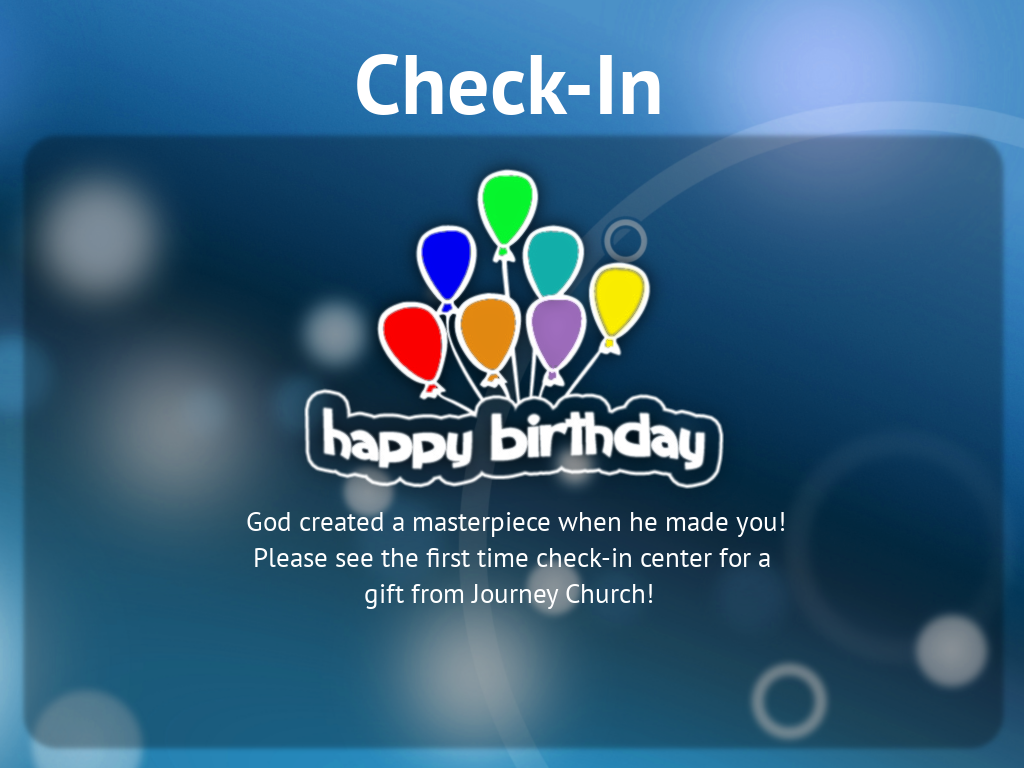 Check-In
happy birthday
God created a masterpiece when he made you!
Please see the first time check-in center for a
gift from Journey Church!